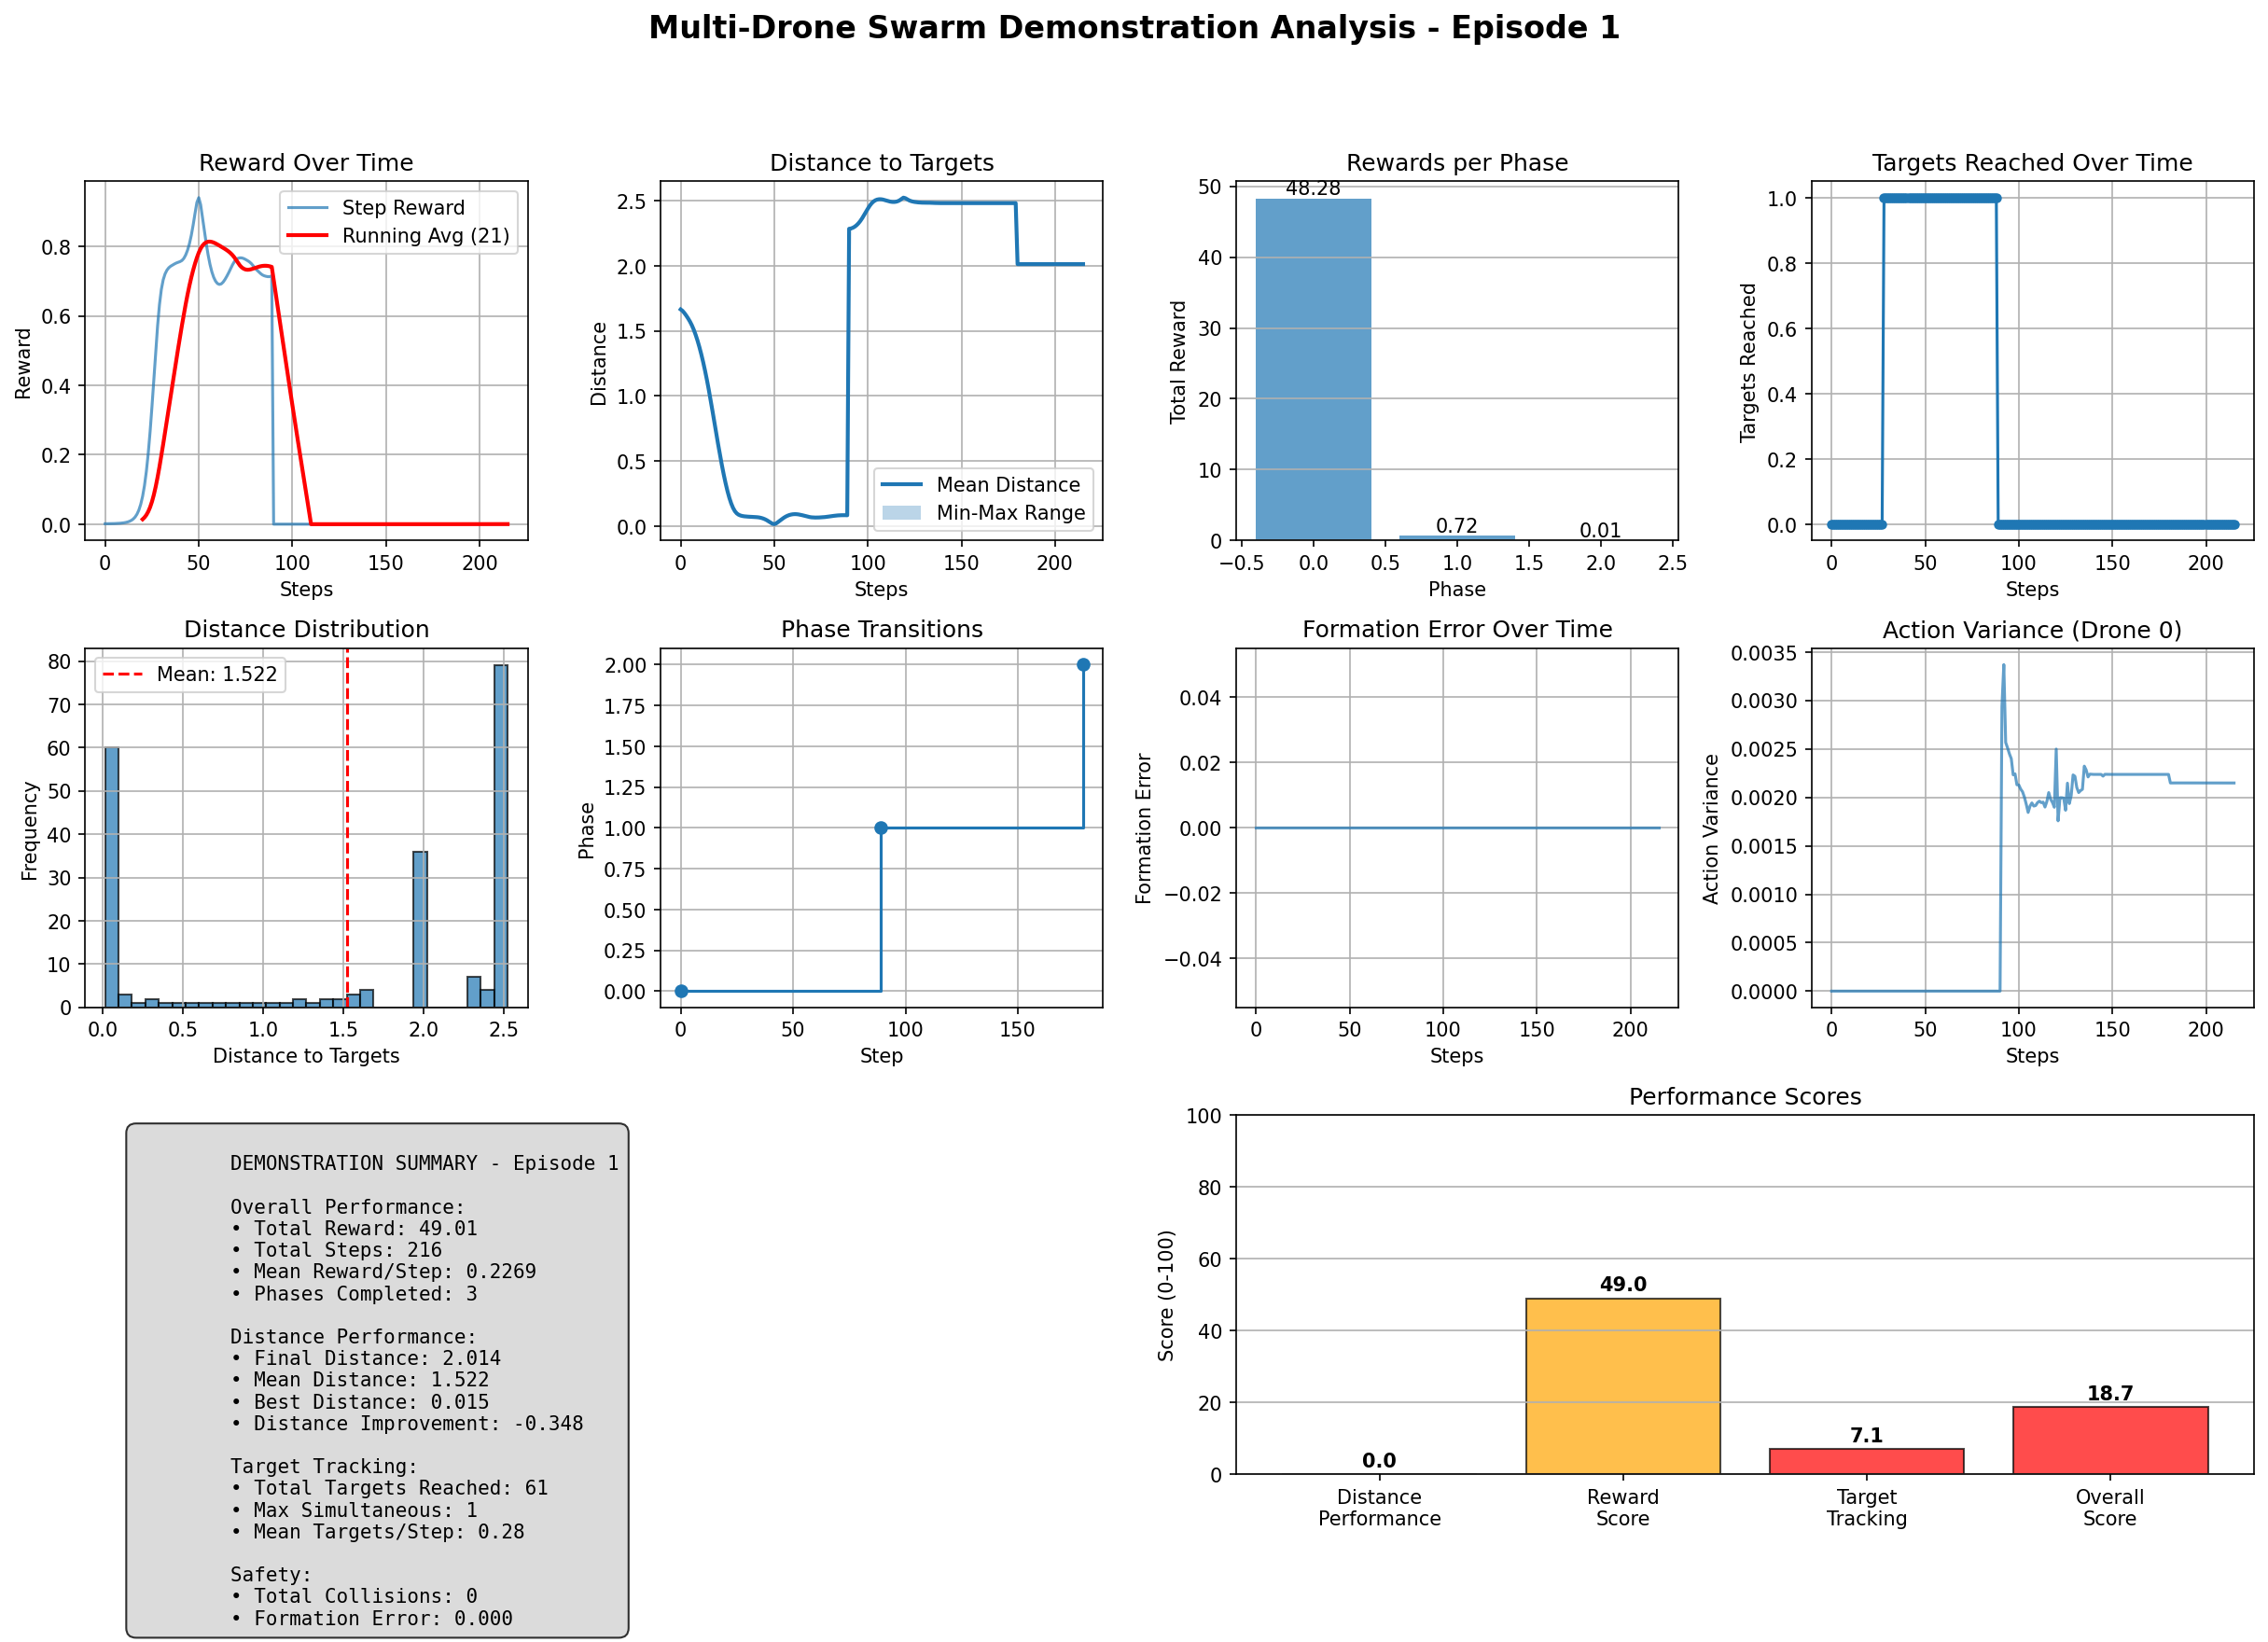 Multi-Drone Swarm Demonstration Analysis - Episode 1
Reward Over Time
Reward
0.8
0.6
0.4
0.2
0.0
Step Reward
Running Avg (21)
0 50 100 150 200
Steps
Distance to Targets
Distance
2.5
2.0
1.5
1.0
0.5
0.0
Mean Distance
Min-Max Range
0 50 100 150 200
Steps
Rewards per Phase
Total Reward
50
40
30
20
10
0
48.28
0.72
0.01
−0.5 0.0 0.5 1.0 1.5 2.0 2.5
Phase
Targets Reached Over Time
Targets Reached
1.0
0.8
0.6
0.4
0.2
0.0
0 50 100 150 200
Steps
Distance Distribution
Frequency
80
70
60
50
40
30
20
10
0
Mean: 1.522
0.0 0.5 1.0 1.5 2.0 2.5
Distance to Targets
Phase Transitions
Phase
2.00
1.75
1.50
1.25
1.00
0.75
0.50
0.25
0.00
0 50 100 150
Step
Formation Error Over Time
Formation Error
0.04
0.02
0.00
−0.02
−0.04
0 50 100 150 200
Steps
Action Variance (Drone 0)
Action Variance
0.0035
0.0030
0.0025
0.0020
0.0015
0.0010
0.0005
0.0000
0 50 100 150 200
Steps
DEMONSTRATION SUMMARY - Episode 1
Overall Performance:
• Total Reward: 49.01
• Total Steps: 216
• Mean Reward/Step: 0.2269
• Phases Completed: 3
Distance Performance:
• Final Distance: 2.014
• Mean Distance: 1.522
• Best Distance: 0.015
• Distance Improvement: -0.348
Target Tracking:
• Total Targets Reached: 61
• Max Simultaneous: 1
• Mean Targets/Step: 0.28
Safety:
• Total Collisions: 0
• Formation Error: 0.000
Performance Scores
Score (0-100)
100
80
60
40
20
0
0.0
49.0
7.1
18.7
Distance
Performance
Reward
Score
Target
Tracking
Overall
Score